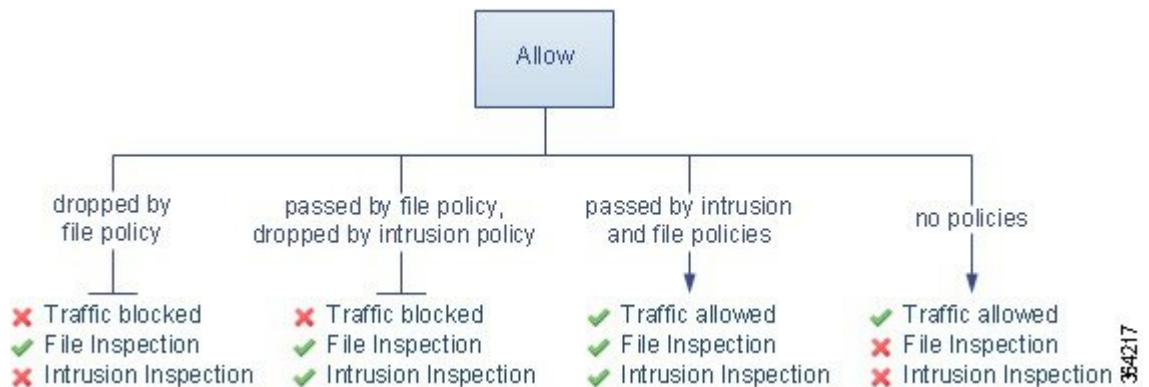 Allow
dropped by
file policy
passed by file policy,
dropped by intrusion policy
passed by intrusion
and file policies
no policies
Traffic blocked
File Inspection
Intrusion Inspection
Traffic blocked
File Inspection
Intrusion Inspection
Traffic allowed
File Inspection
Intrusion Inspection
Traffic allowed
File Inspection
Intrusion Inspection
354217